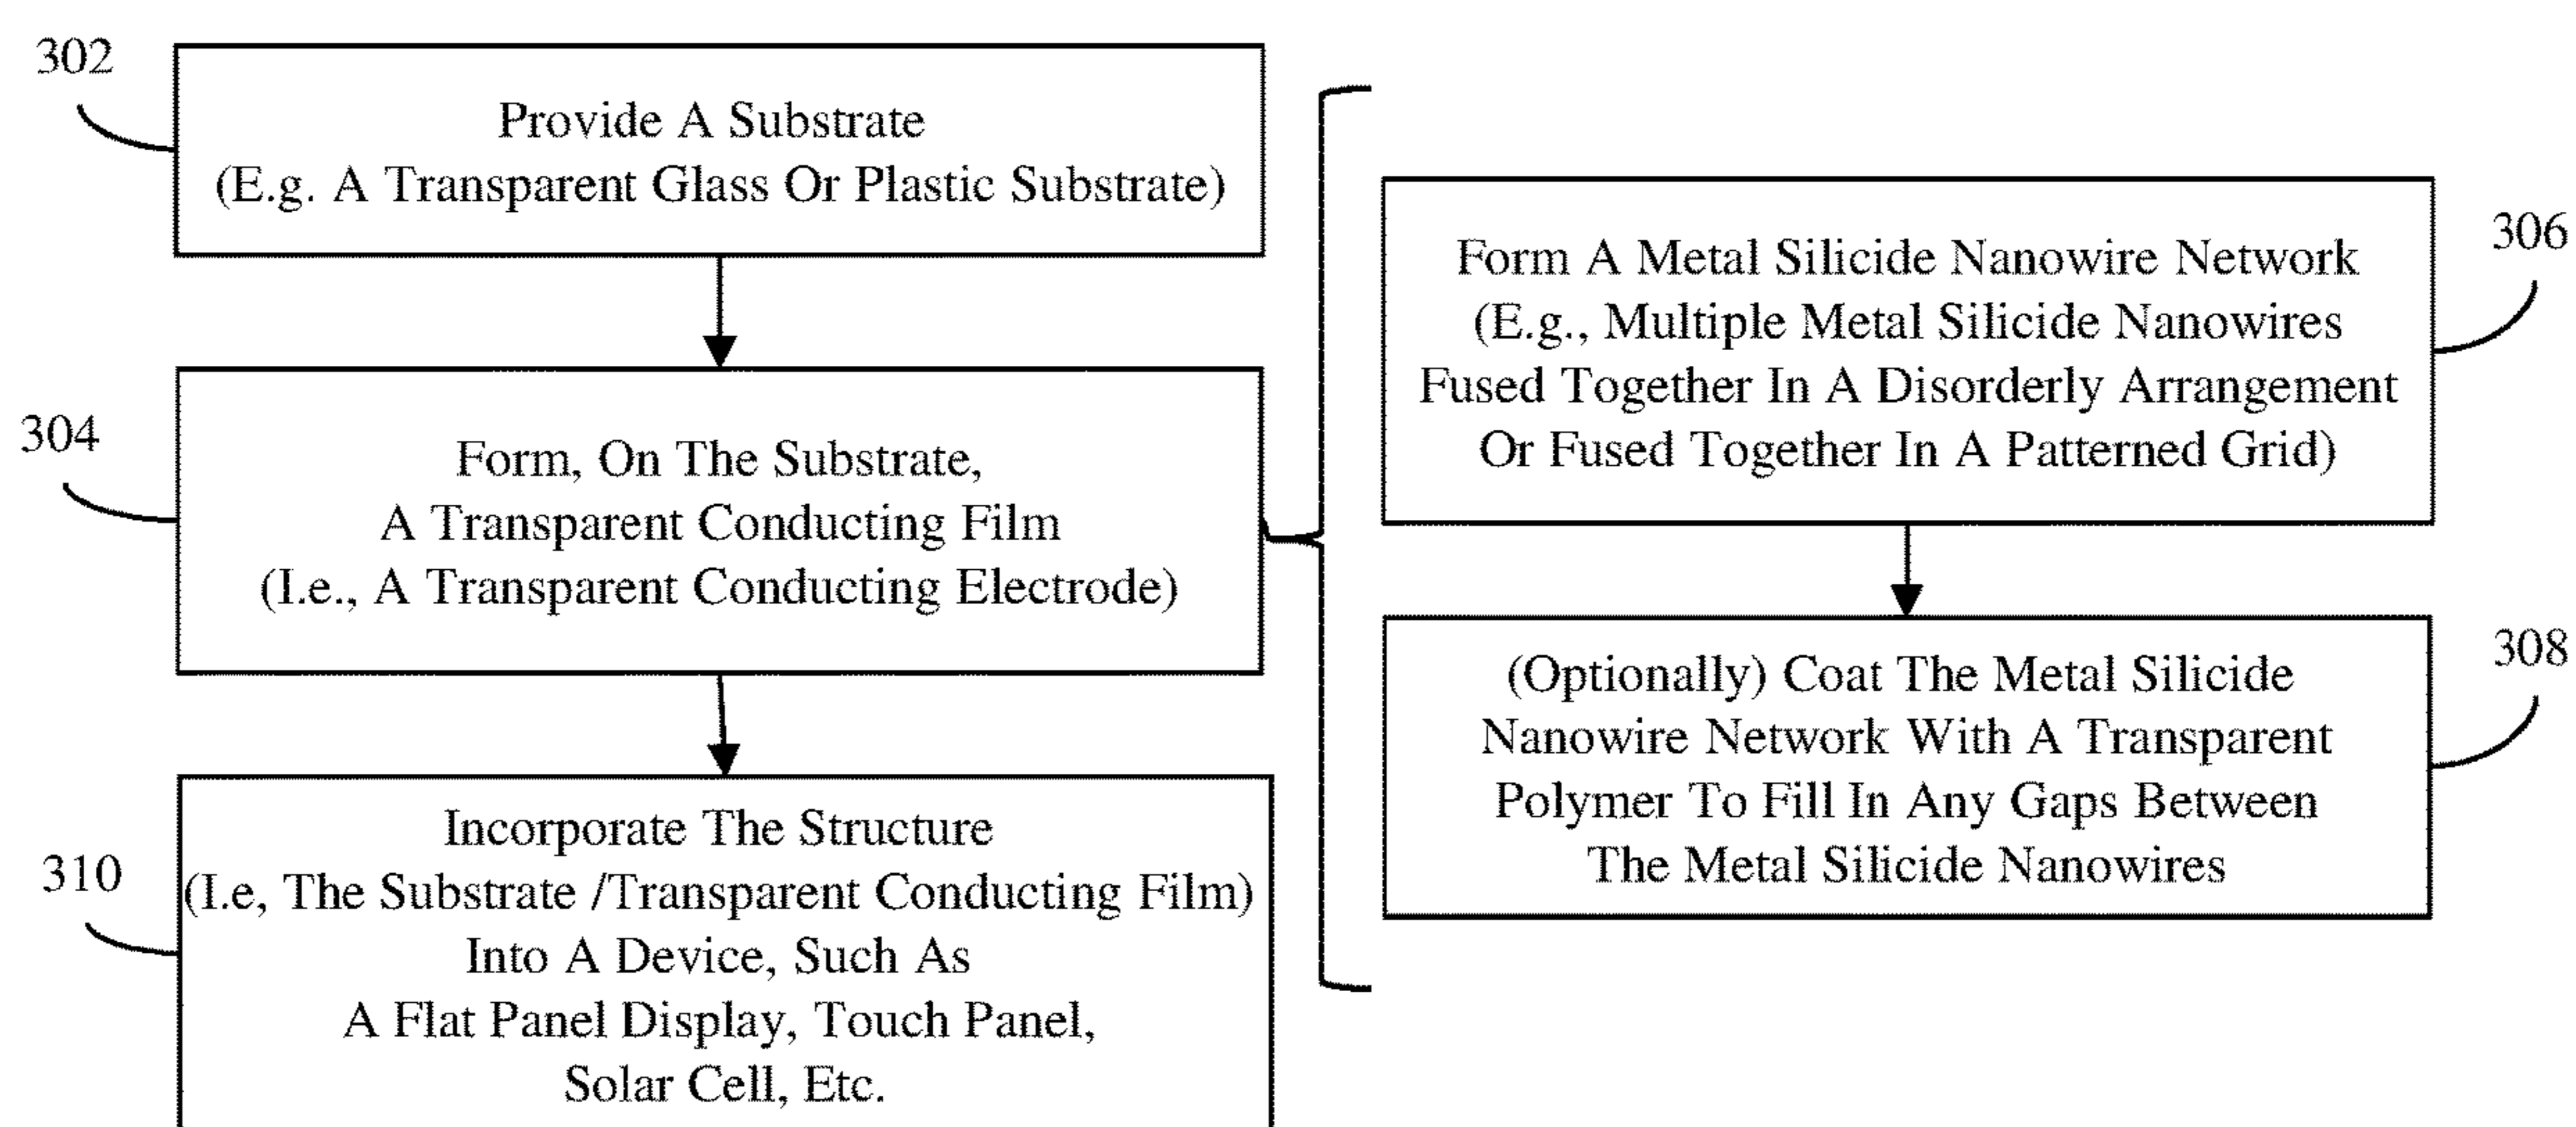 302
Provide A Substrate
(E.g. A Transparent Glass Or Plastic Substrate)
304
Form, On The Substrate,
A Transparent Conducting Film
(I.e., A Transparent Conducting Electrode)
306
Form A Metal Silicide Nanowire Network
(E.g., Multiple Metal Silicide Nanowires
Fused Together In A Disorderly Arrangement
Or Fused Together In A Patterned Grid)
308
(Optionally) Coat The Metal Silicide
Nanowire Network With A Transparent
Polymer To Fill In Any Gaps Between
The Metal Silicide Nanowires
310
Incorporate The Structure
(I.e, The Substrate /Transparent Conducting Film)
Into A Device, Such As
A Flat Panel Display, Touch Panel,
Solar Cell, Etc.